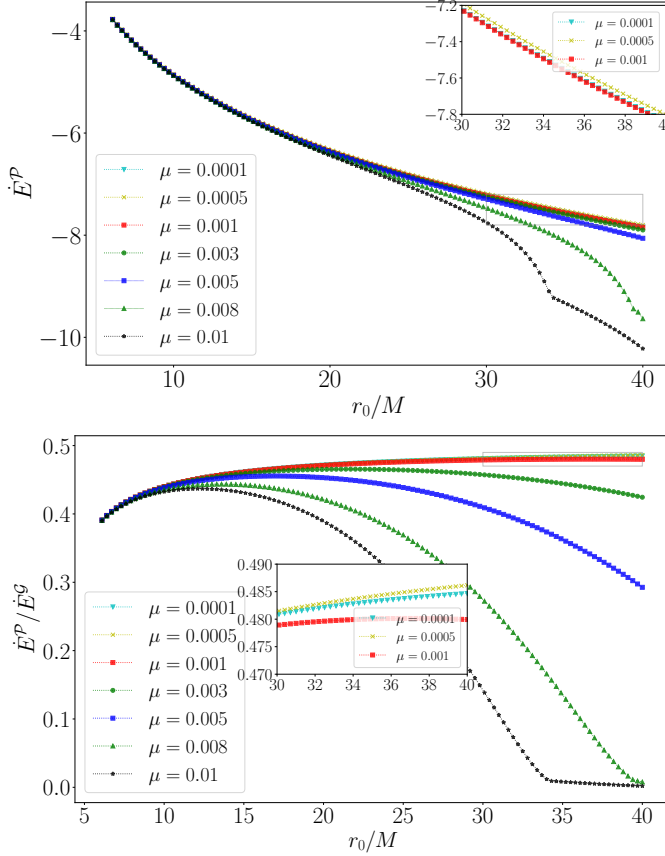 −4
−6
−8
−10
Ė^𝒫
μ = 0.0001
μ = 0.0005
μ = 0.001
μ = 0.003
μ = 0.005
μ = 0.008
μ = 0.01
−7.2
−7.4
−7.6
−7.8
30 32 34 36 38 40
μ = 0.0001
μ = 0.0005
μ = 0.001
10 20 30 40
r₀/M
0.5
0.4
0.3
0.2
0.1
0.0
Ė^𝒫/Ė^𝒢
0.490
0.485
0.480
0.475
0.470
30 32 34 36 38 40
μ = 0.0001
μ = 0.0005
μ = 0.001
μ = 0.0001
μ = 0.0005
μ = 0.001
μ = 0.003
μ = 0.005
μ = 0.008
μ = 0.01
5 10 15 20 25 30 35 40
r₀/M